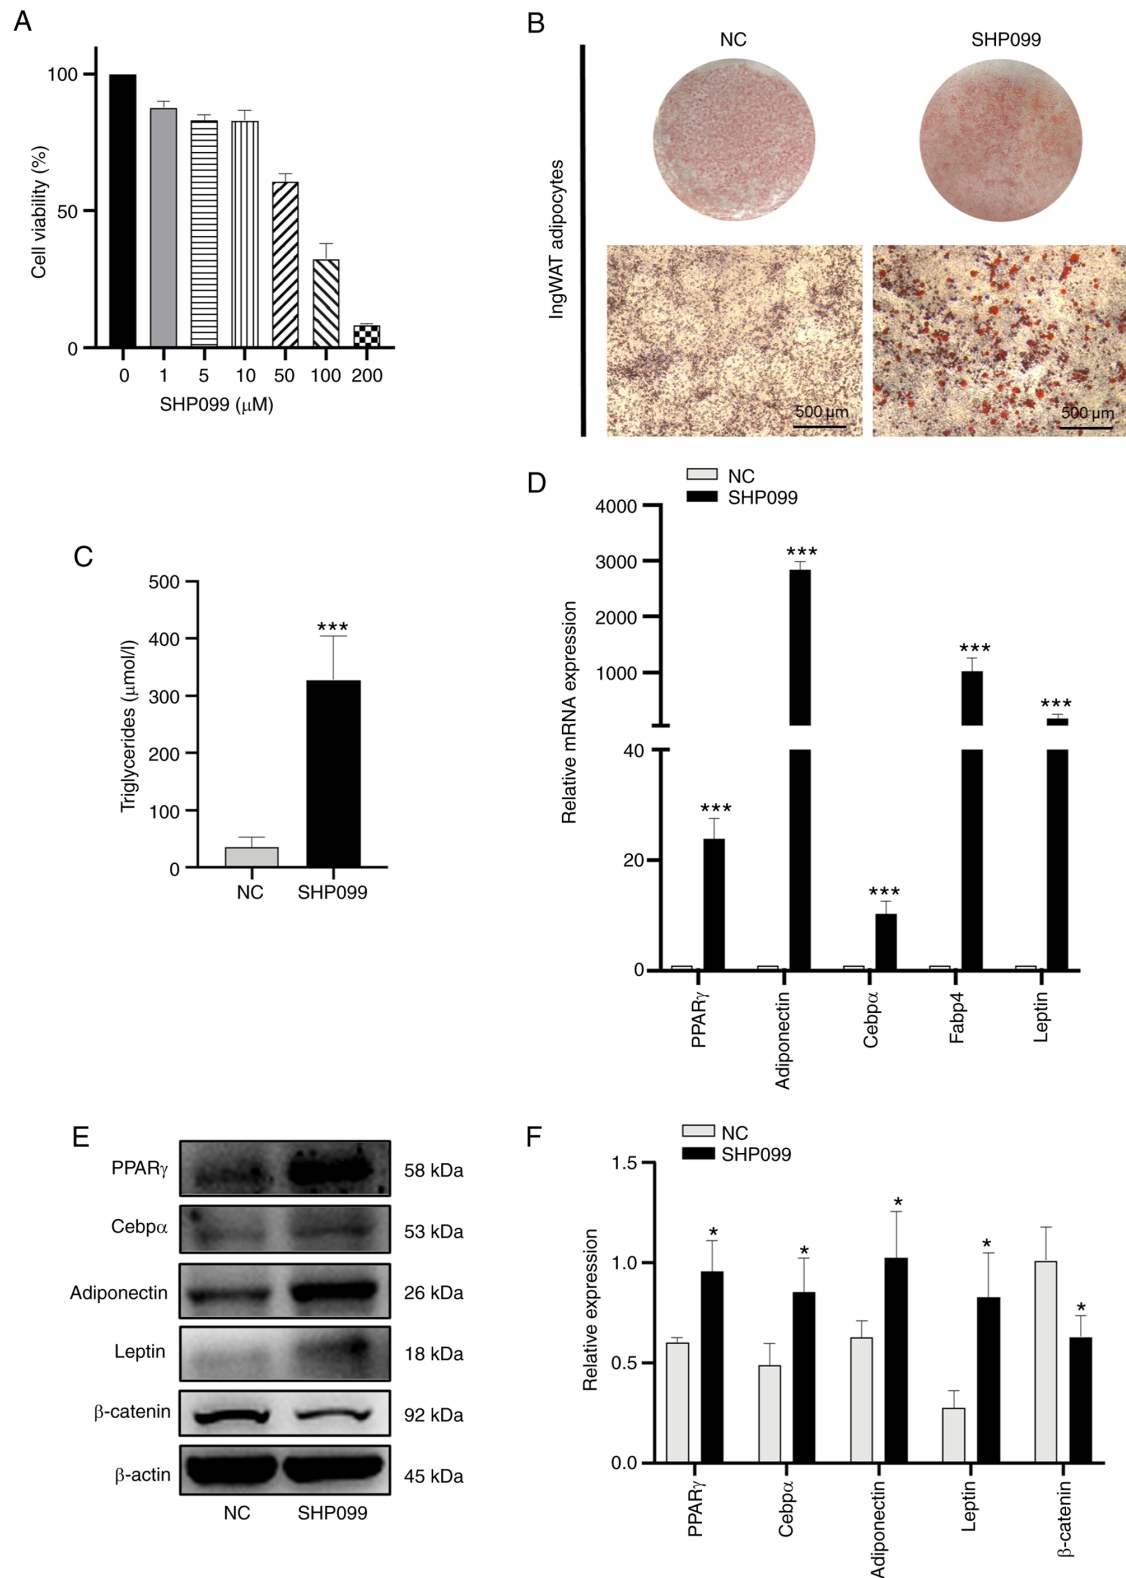 A
Cell viability (%)
100
50
0
0 1 5 10 50 100 200
SHP099 (μM)
B
NC SHP099
IngWAT adipocytes
500 μm 500 μm
C
Triglycerides (μmol/l)
500
400
300
200
100
0
***
NC SHP099
D
NC
SHP099
Relative mRNA expression
4000
3000
2000
1000
40
20
0
*** *** *** *** ***
PPARγ Adiponectin Cebpα Fabp4 Leptin
E
PPARγ 58 kDa
Cebpα 53 kDa
Adiponectin 26 kDa
Leptin 18 kDa
β-catenin 92 kDa
β-actin 45 kDa
NC SHP099
F
NC
SHP099
Relative expression
1.5
1.0
0.5
0.0
* * * * *
PPARγ Cebpα Adiponectin Leptin β-catenin